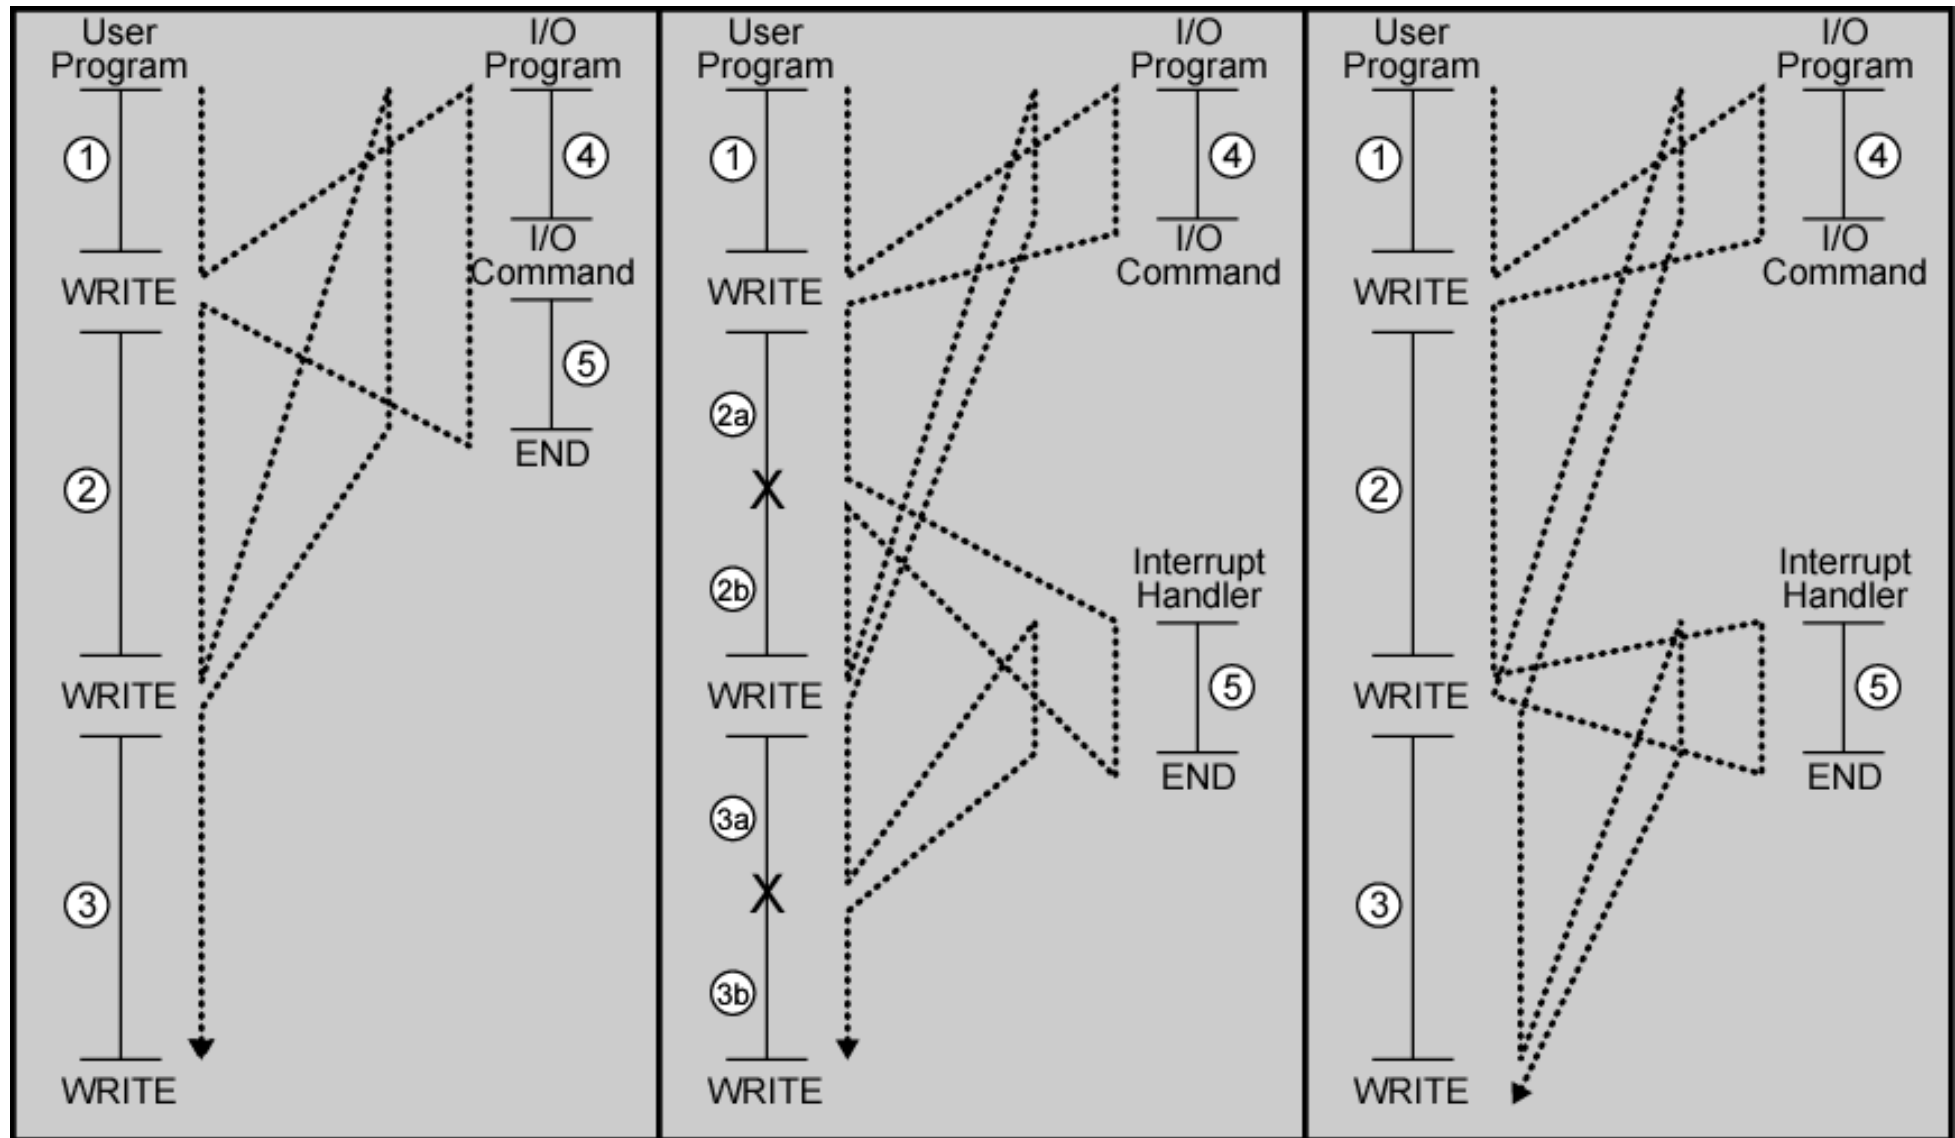 User
Program
I/O
Program
1
4
I/O
Command
WRITE
5
END
2
WRITE
3
WRITE
User
Program
I/O
Program
1
4
I/O
Command
WRITE
2a
X
Interrupt
Handler
2b
5
WRITE
END
3a
X
3b
WRITE
User
Program
I/O
Program
1
4
I/O
Command
WRITE
2
Interrupt
Handler
5
WRITE
END
3
WRITE